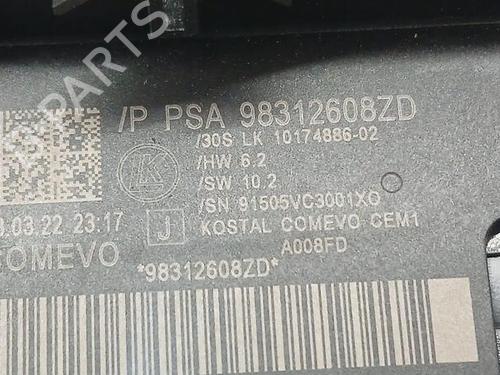 /P PSA 98312608ZD
/30S LK 10174886-02
/HW 6.2
/SW 10.2
/SN 91505VC3001XO
.03.22 23:17
J
KOSTAL COMEVO CEM1
A008FD
COMEVO
*98312608ZD*
B-PARTS